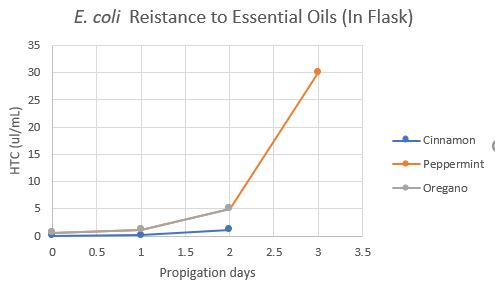 E. coli Reistance to Essential Oils (In Flask)
35
30
25
20
15
10
5
0
HTC (ul/mL)
0 0.5 1 1.5 2 2.5 3 3.5
Propigation days
Cinnamon
Peppermint
Oregano